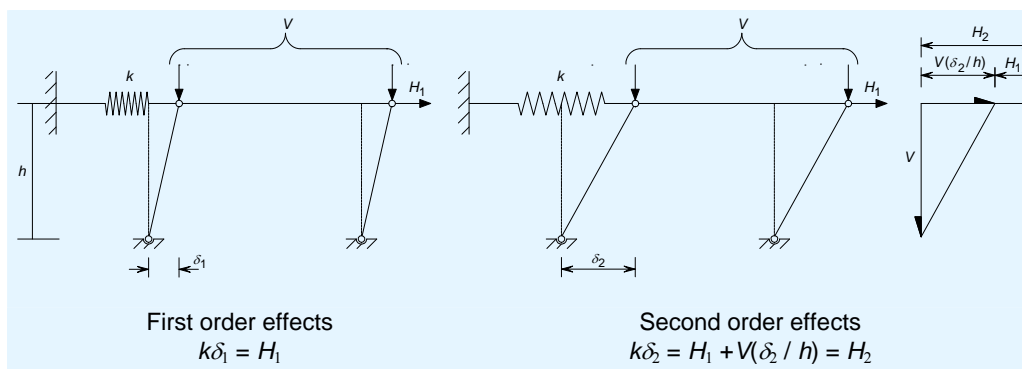 V
V
H₂
k
H₁
k
H₁
V(δ₂/h)
H₁
h
V
δ₁
δ₂
First order effects
Second order effects
kδ₁ = H₁
kδ₂ = H₁ + V(δ₂ / h) = H₂